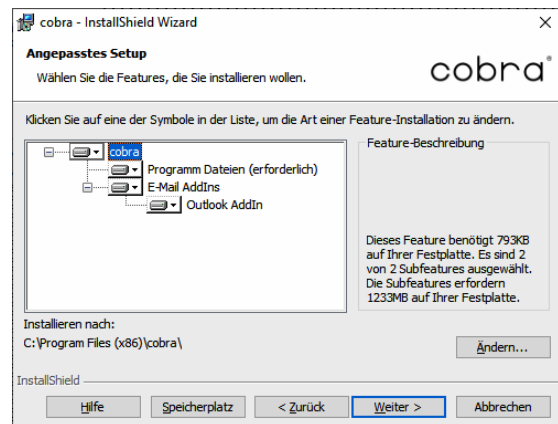 cobra - InstallShield Wizard
Angepasstes Setup
Wählen Sie die Features, die Sie installieren wollen.
cobra
Klicken Sie auf eine der Symbole in der Liste, um die Art einer Feature-Installation zu ändern.
cobra
Programm Dateien (erforderlich)
E-Mail AddIns
Outlook AddIn
Feature-Beschreibung
Dieses Feature benötigt 793KB
auf Ihrer Festplatte. Es sind 2
von 2 Subfeatures ausgewählt.
Die Subfeatures erfordern
1233MB auf Ihrer Festplatte.
Installieren nach:
C:\Program Files (x86)\cobra\
Ändern...
InstallShield
Hilfe
Speicherplatz
< Zurück
Weiter >
Abbrechen